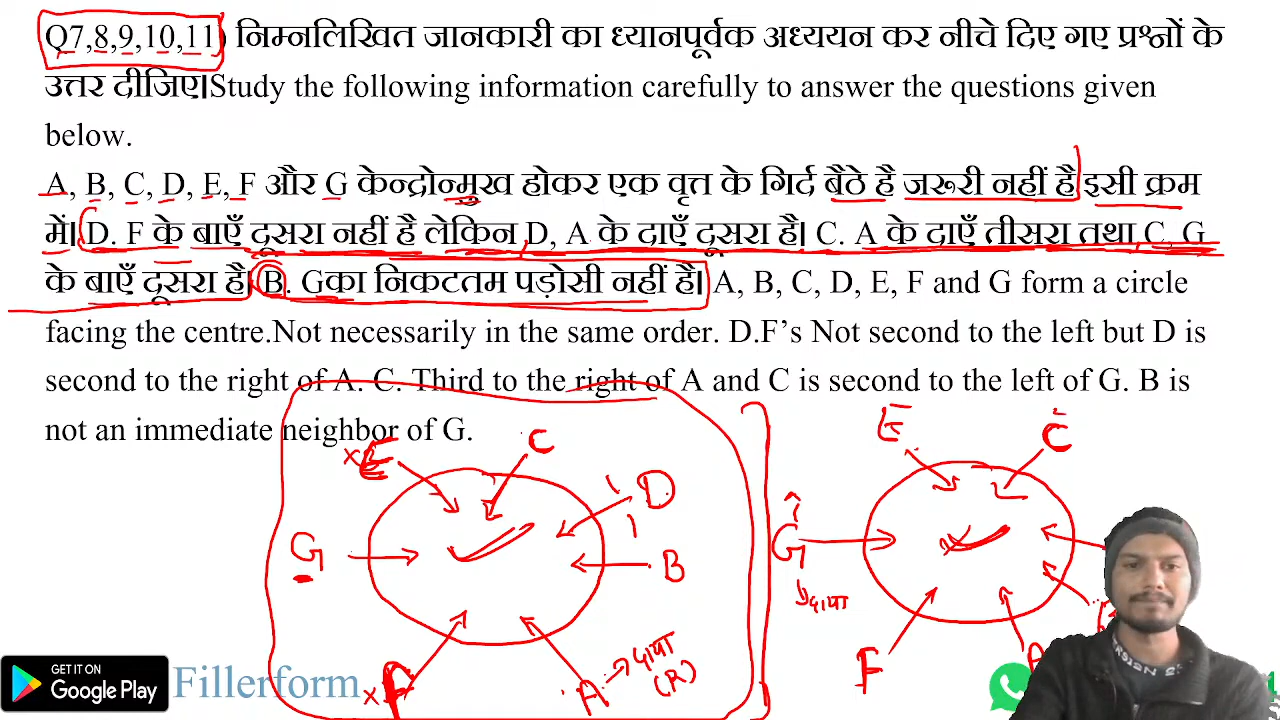 Q7,8,9,10,11) निम्नलिखित जानकारी का ध्यानपूर्वक अध्ययन कर नीचे दिए गए प्रश्नों के
उत्तर दीजिए।Study the following information carefully to answer the questions given
below.
A, B, C, D, E, F और G केन्द्रोन्मुख होकर एक वृत्त के गिर्द बैठे है जरूरी नहीं है इसी क्रम
में। D. F के बाएँ दूसरा नहीं है लेकिन D, A के दाएँ दूसरा है। C. A के दाएँ तीसरा तथा C, G
के बाएँ दूसरा है। B. Gका निकटतम पड़ोसी नहीं है। A, B, C, D, E, F and G form a circle
facing the centre.Not necessarily in the same order. D.F’s Not second to the left but D is
second to the right of A. C. Third to the right of A and C is second to the left of G. B is
not an immediate neighbor of G.
E C E C
D
G B G
दाया
F A दाया F A
(R)
GET IT ON
Google Play Fillerform